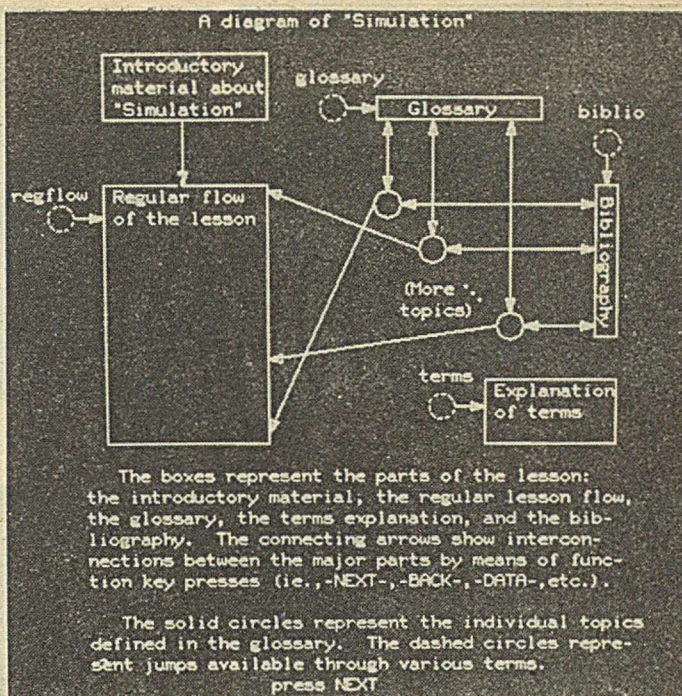 A diagram of "Simulation"
Introductory
material about
"Simulation"
glossary
Glossary
biblio
regflow
Regular flow
of the lesson
Bibliography
(More
topics)
terms
Explanation
of terms
The boxes represent the parts of the lesson:
the introductory material, the regular lesson flow,
the glossary, the terms explanation, and the bib-
liography. The connecting arrows show intercon-
nections between the major parts by means of func-
tion key presses (ie.,-NEXT-,-BACK-,-DATA-,etc.).
The solid circles represent the individual topics
defined in the glossary. The dashed circles repre-
sent jumps available through various terms.
press NEXT